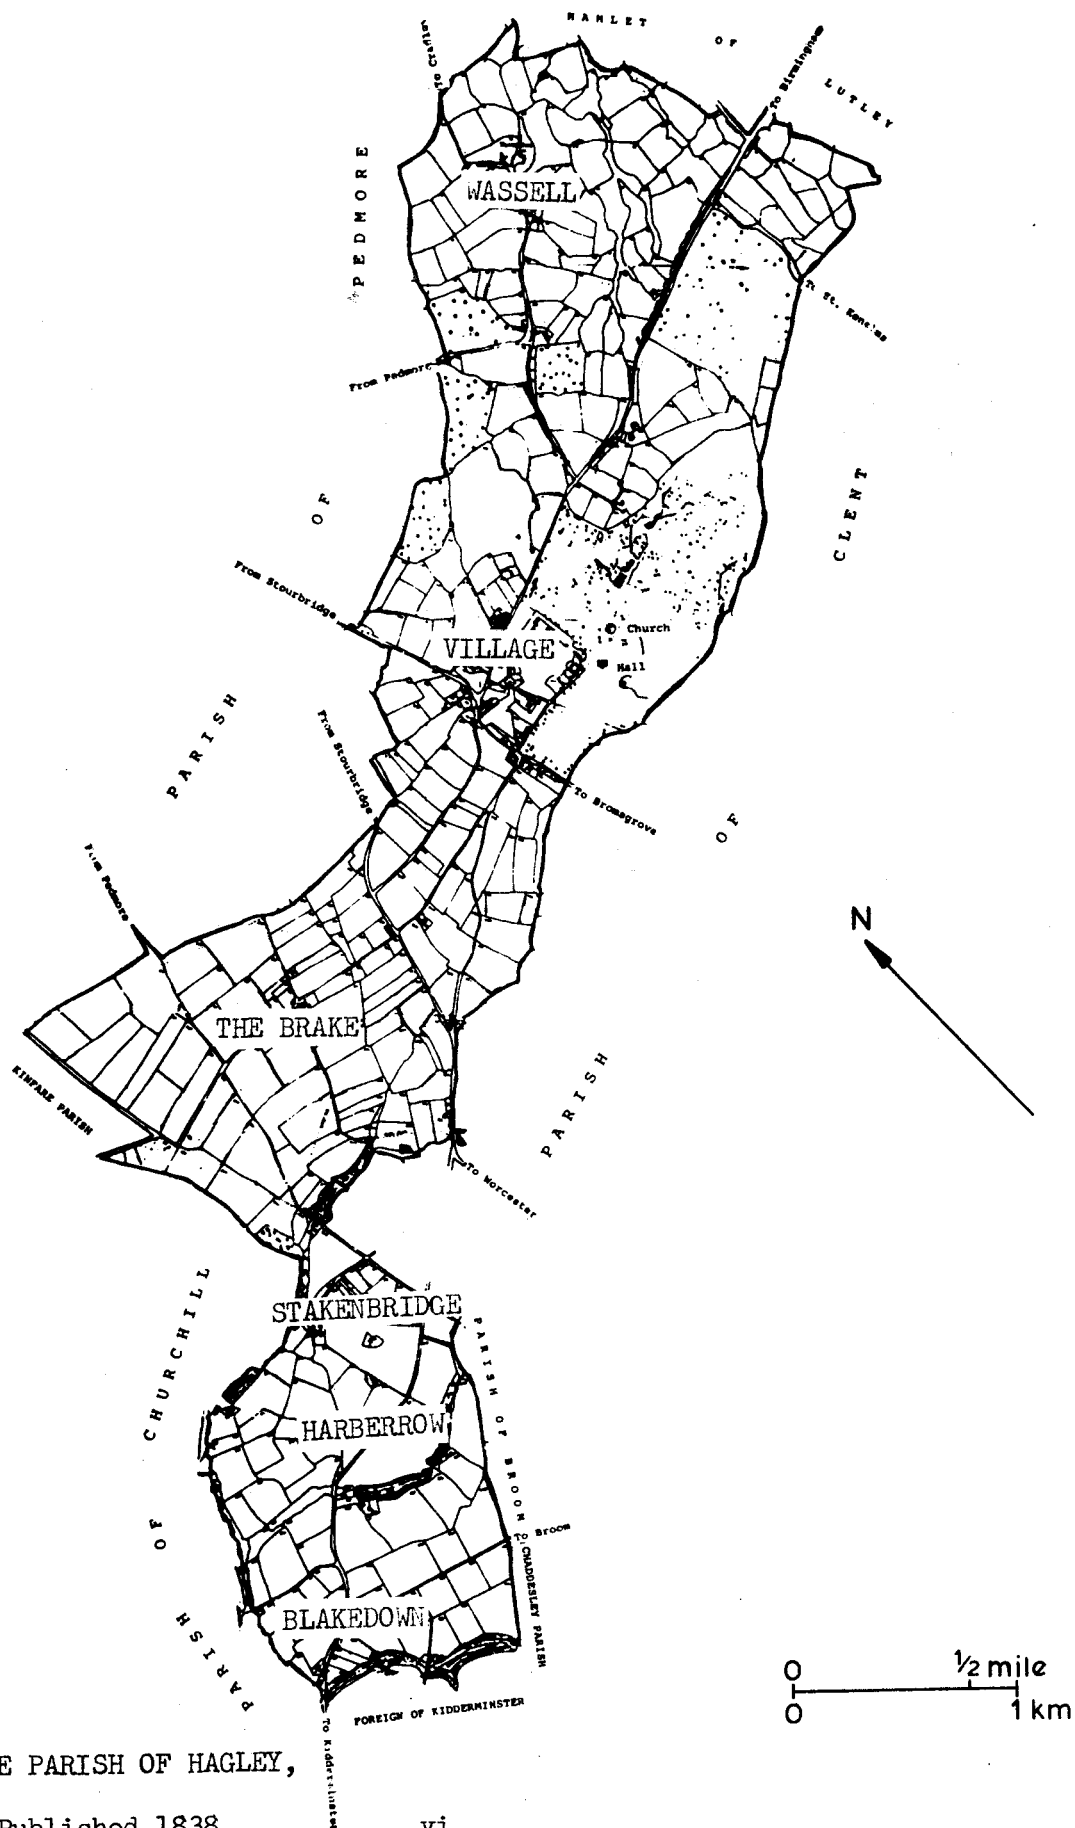 HAMLET OF LUTLEY
To Birmingham
To Cradley
PEDMORE
WASSELL
To St. Kenelms
From Pedmore
OF
CLENT
From Stourbridge
Church
VILLAGE
Hall
PARISH
From Stourbridge
To Bromsgrove
OF
From Pedmore
N
THE BRAKE
KINFARE PARISH
PARISH
To Worcester
STAKENBRIDGE
CHURCHILL
PARISH OF BROOM
HARBERROW
OF
To Broom
CHADDESLEY PARISH
BLAKEDOWN
PARISH
0 ½ mile
0 1 km
FOREIGN OF KIDDERMINSTER
To Kidderminster
E PARISH OF HAGLEY,
Published 1838
vi